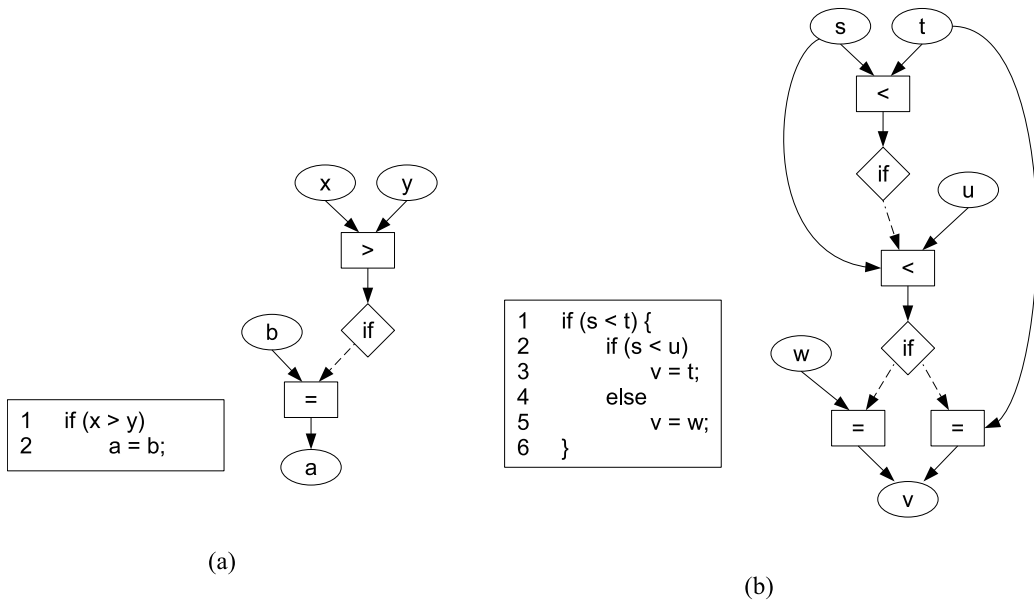 s t
<
if
u
<
if
w
= =
v
x y
>
if
b
=
a
1 if (x > y)
2 a = b;
1 if (s < t) {
2 if (s < u)
3 v = t;
4 else
5 v = w;
6 }
(a)
(b)